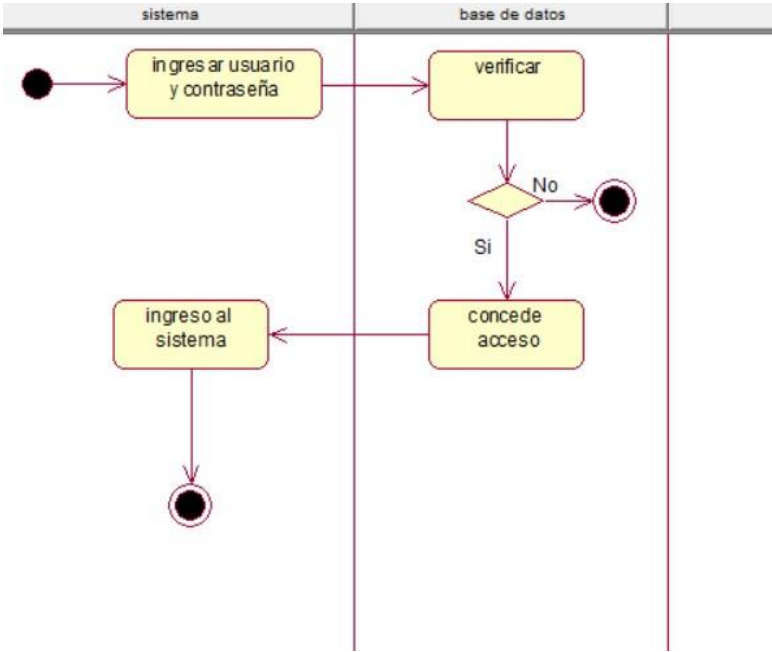 sistema
base de datos
ingresar usuario
y contraseña
verificar
No
Si
ingreso al
sistema
concede
acceso